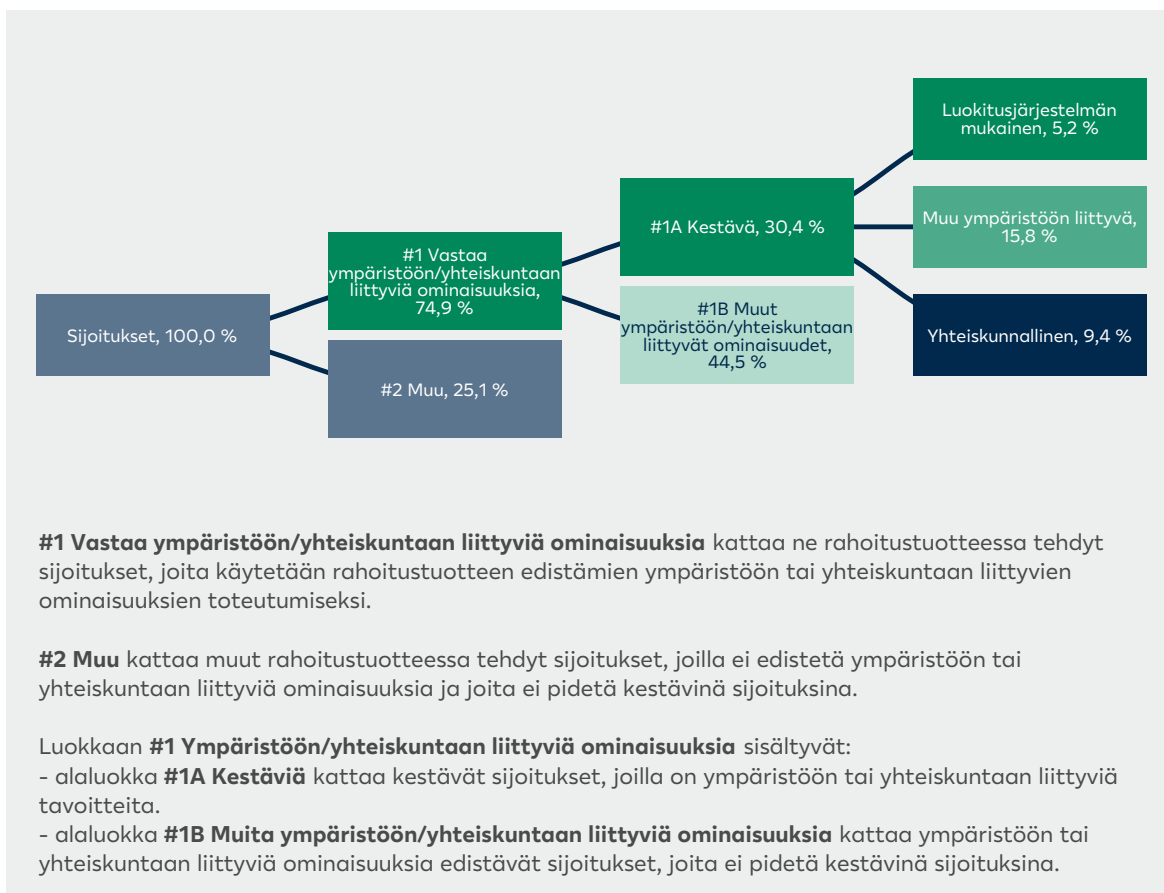 Luokitusjärjestelmän
mukainen, 5,2 %
#1A Kestävä, 30,4 %
Muu ympäristöön liittyvä,
15,8 %
#1 Vastaa
ympäristöön/yhteiskuntaan
liittyviä ominaisuuksia,
74,9 %
Sijoitukset, 100,0 %
#1B Muut
ympäristöön/yhteiskuntaan
liittyvät ominaisuudet,
44,5 %
Yhteiskunnallinen, 9,4 %
#2 Muu, 25,1 %
#1 Vastaa ympäristöön/yhteiskuntaan liittyviä ominaisuuksia kattaa ne rahoitustuotteessa tehdyt
sijoitukset, joita käytetään rahoitustuotteen edistämien ympäristöön tai yhteiskuntaan liittyvien
ominaisuuksien toteutumiseksi.
#2 Muu kattaa muut rahoitustuotteessa tehdyt sijoitukset, joilla ei edistetä ympäristöön tai
yhteiskuntaan liittyviä ominaisuuksia ja joita ei pidetä kestävinä sijoituksina.
Luokkaan #1 Ympäristöön/yhteiskuntaan liittyviä ominaisuuksia sisältyvät:
- alaluokka #1A Kestäviä kattaa kestävät sijoitukset, joilla on ympäristöön tai yhteiskuntaan liittyviä
tavoitteita.
- alaluokka #1B Muita ympäristöön/yhteiskuntaan liittyviä ominaisuuksia kattaa ympäristöön tai
yhteiskuntaan liittyviä ominaisuuksia edistävät sijoitukset, joita ei pidetä kestävinä sijoituksina.